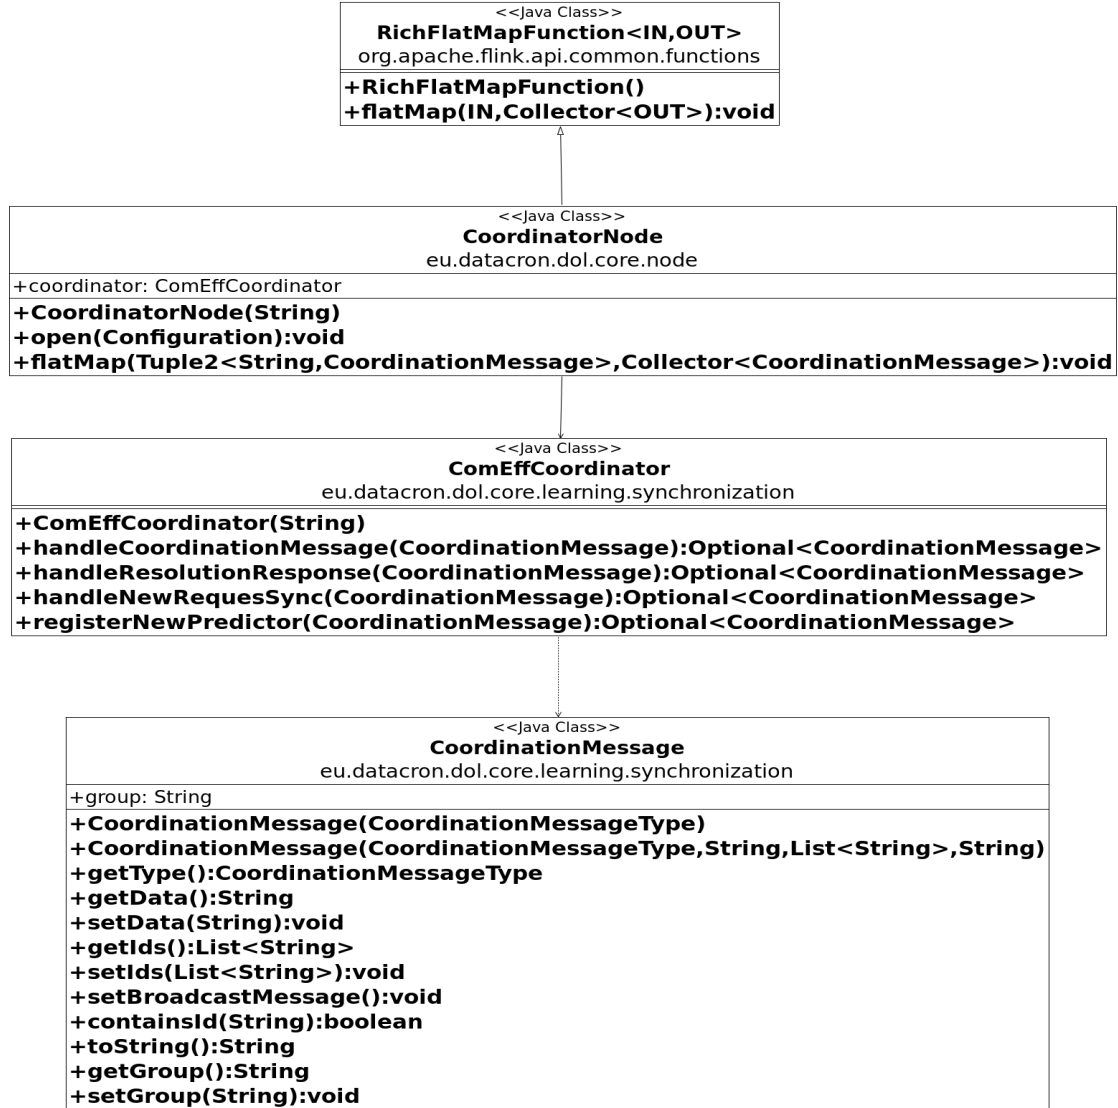 <<Java Class>>
RichFlatMapFunction<IN,OUT>
org.apache.flink.api.common.functions
+RichFlatMapFunction()
+flatMap(IN,Collector<OUT>):void
<<Java Class>>
CoordinatorNode
eu.datacron.dol.core.node
+coordinator: ComEffCoordinator
+CoordinatorNode(String)
+open(Configuration):void
+flatMap(Tuple2<String,CoordinationMessage>,Collector<CoordinationMessage>):void
<<Java Class>>
ComEffCoordinator
eu.datacron.dol.core.learning.synchronization
+ComEffCoordinator(String)
+handleCoordinationMessage(CoordinationMessage):Optional<CoordinationMessage>
+handleResolutionResponse(CoordinationMessage):Optional<CoordinationMessage>
+handleNewRequesSync(CoordinationMessage):Optional<CoordinationMessage>
+registerNewPredictor(CoordinationMessage):Optional<CoordinationMessage>
<<Java Class>>
CoordinationMessage
eu.datacron.dol.core.learning.synchronization
+group: String
+CoordinationMessage(CoordinationMessageType)
+CoordinationMessage(CoordinationMessageType,String,List<String>,String)
+getType():CoordinationMessageType
+getData():String
+setData(String):void
+getIds():List<String>
+setIds(List<String>):void
+setBroadcastMessage():void
+containsId(String):boolean
+toString():String
+getGroup():String
+setGroup(String):void